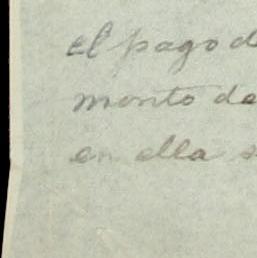 el pago d
monto de
en ella s